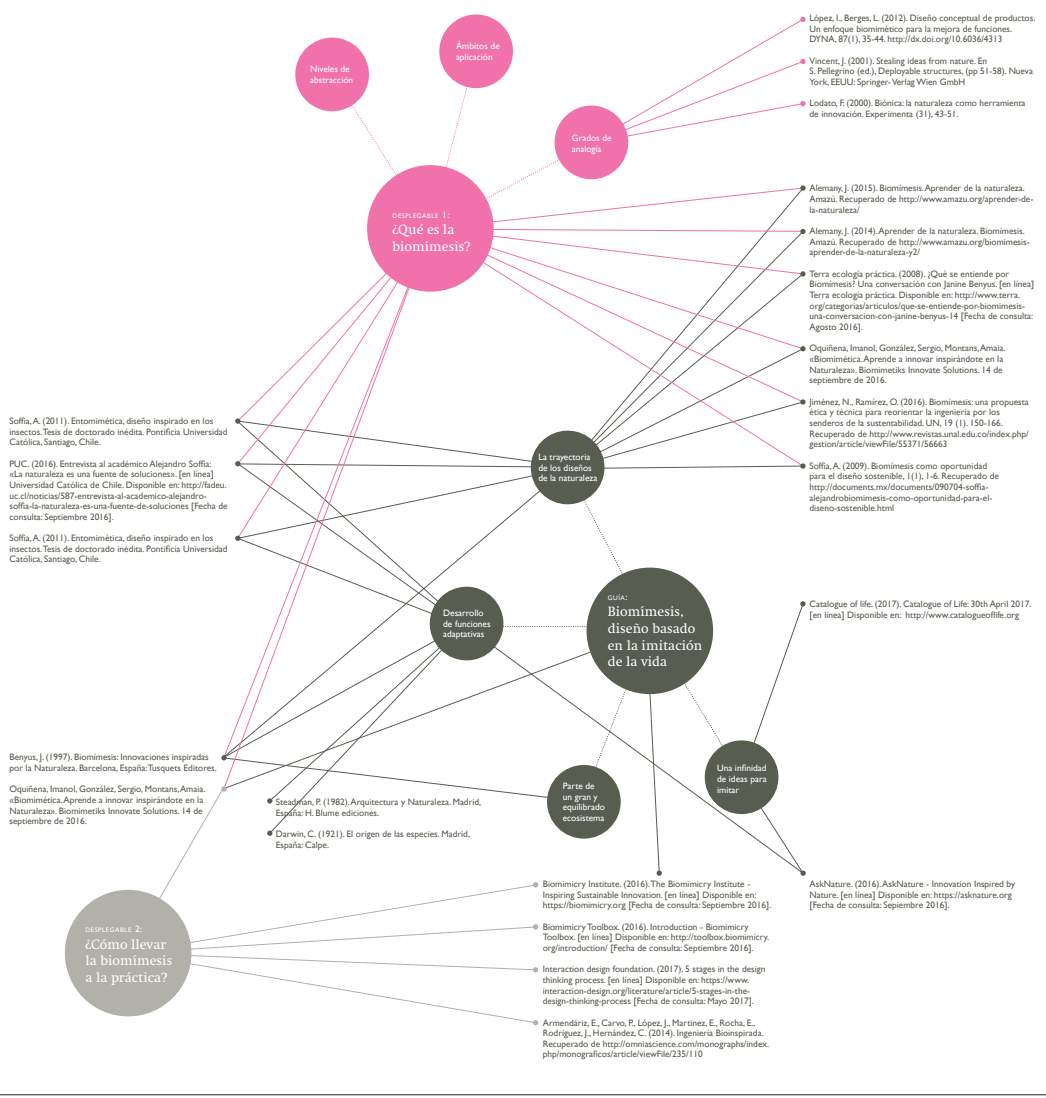 Niveles de
abstracción
Ámbitos de
aplicación
Grados de
analogía
DESPLEGABLE 1:
¿Qué es la
biomímesis?
López, I., Berges, L. (2012). Diseño conceptual de productos.
Un enfoque biomimético para la mejora de funciones.
DYNA, 87(1), 35-44. http://dx.doi.org/10.6036/4313
Vincent, J. (2001). Stealing ideas from nature. En
S. Pellegrino (ed.), Deployable structures, (pp 51-58). Nueva
York, EEUU: Springer- Verlag Wien GmbH
Lodato, F. (2000). Biónica: la naturaleza como herramienta
de innovación. Experimenta (31), 43-51.
Alemany, J. (2015). Biomímesis. Aprender de la naturaleza.
Amazú. Recuperado de http://www.amazu.org/aprender-de-
la-naturaleza/
Alemany, J. (2014). Aprender de la naturaleza. Biomímesis.
Amazú. Recuperado de http://www.amazu.org/biomimesis-
aprender-de-la-naturaleza-y2/
Terra ecología práctica. (2008). ¿Qué se entiende por
Biomímesis? Una conversación con Janine Benyus. [en línea]
Terra ecología práctica. Disponible en: http://www.terra.
org/categorias/articulos/que-se-entiende-por-biomimesis-
una-conversacion-con-janine-benyus-14 [Fecha de consulta:
Agosto 2016].
Oquiñena, Imanol, González, Sergio, Montans, Amaia.
«Biomimética. Aprende a innovar inspirándote en la
Naturaleza». Biomimetiks Innovate Solutions. 14 de
septiembre de 2016.
Jiménez, N., Ramírez, O. (2016). Biomímesis: una propuesta
ética y técnica para reorientar la ingeniería por los
senderos de la sustentabilidad. UN, 19 (1). 150-166.
Recuperado de http://www.revistas.unal.edu.co/index.php/
gestion/article/viewFile/55371/56663
Soffia, A. (2009). Biomímesis como oportunidad
para el diseño sostenible, 1(1), 1-6. Recuperado de
http://documents.mx/documents/090704-soffia-
alejandrobiomimesis-como-oportunidad-para-el-
diseno-sostenible.html
Soffia, A. (2011). Entomimética, diseño inspirado en los
insectos. Tesis de doctorado inédita. Pontificia Universidad
Católica, Santiago, Chile.
PUC. (2016). Entrevista al académico Alejandro Soffia:
«La naturaleza es una fuente de soluciones». [en línea]
Universidad Católica de Chile. Disponible en: http://fadeu.
uc.cl/noticias/587-entrevista-al-academico-alejandro-
soffia-la-naturaleza-es-una-fuente-de-soluciones [Fecha de
consulta: Septiembre 2016].
Soffia, A. (2011). Entomimética, diseño inspirado en los
insectos. Tesis de doctorado inédita. Pontificia Universidad
Católica, Santiago, Chile.
La trayectoria
de los diseños
de la naturaleza
Desarrollo
de funciones
adaptativas
GUÍA:
Biomímesis,
diseño basado
en la imitación
de la vida
Catalogue of life. (2017). Catalogue of Life: 30th April 2017.
[en línea] Disponible en: http://www.catalogueoflife.org
Benyus, J. (1997). Biomímesis: Innovaciones inspiradas
por la Naturaleza. Barcelona, España: Tusquets Editores.
Oquiñena, Imanol, González, Sergio, Montans, Amaia.
«Biomimética. Aprende a innovar inspirándote en la
Naturaleza». Biomimetiks Innovate Solutions. 14 de
septiembre de 2016.
Steadman, P. (1982). Arquitectura y Naturaleza. Madrid,
España: H. Blume ediciones.
Darwin, C. (1921). El origen de las especies. Madrid,
España: Calpe.
Parte de
un gran y
equilibrado
ecosistema
Una infinidad
de ideas para
imitar
DESPLEGABLE 2:
¿Cómo llevar
la biomímesis
a la práctica?
Biomimicry Institute. (2016). The Biomimicry Institute -
Inspiring Sustainable Innovation. [en línea] Disponible en:
https://biomimicry.org [Fecha de consulta: Septiembre 2016].
Biomimicry Toolbox. (2016). Introduction - Biomimicry
Toolbox. [en línea] Disponible en: http://toolbox.biomimicry.
org/introduction/ [Fecha de consulta: Septiembre 2016].
Interaction design foundation. (2017). 5 stages in the design
thinking process. [en línea] Disponible en: https://www.
interaction-design.org/literature/article/5-stages-in-the-
design-thinking-process [Fecha de consulta: Mayo 2017].
Armendáriz, E., Carvo, P., López, J., Martinez, E., Rocha, E.,
Rodríguez, J., Hernández, C. (2014). Ingeniería Bioinspirada.
Recuperado de http://omniascience.com/monographs/index.
php/monograficos/article/viewFile/235/110
AskNature. (2016). AskNature - Innovation Inspired by
Nature. [en línea] Disponible en: https://asknature.org
[Fecha de consulta: Sepiembre 2016].